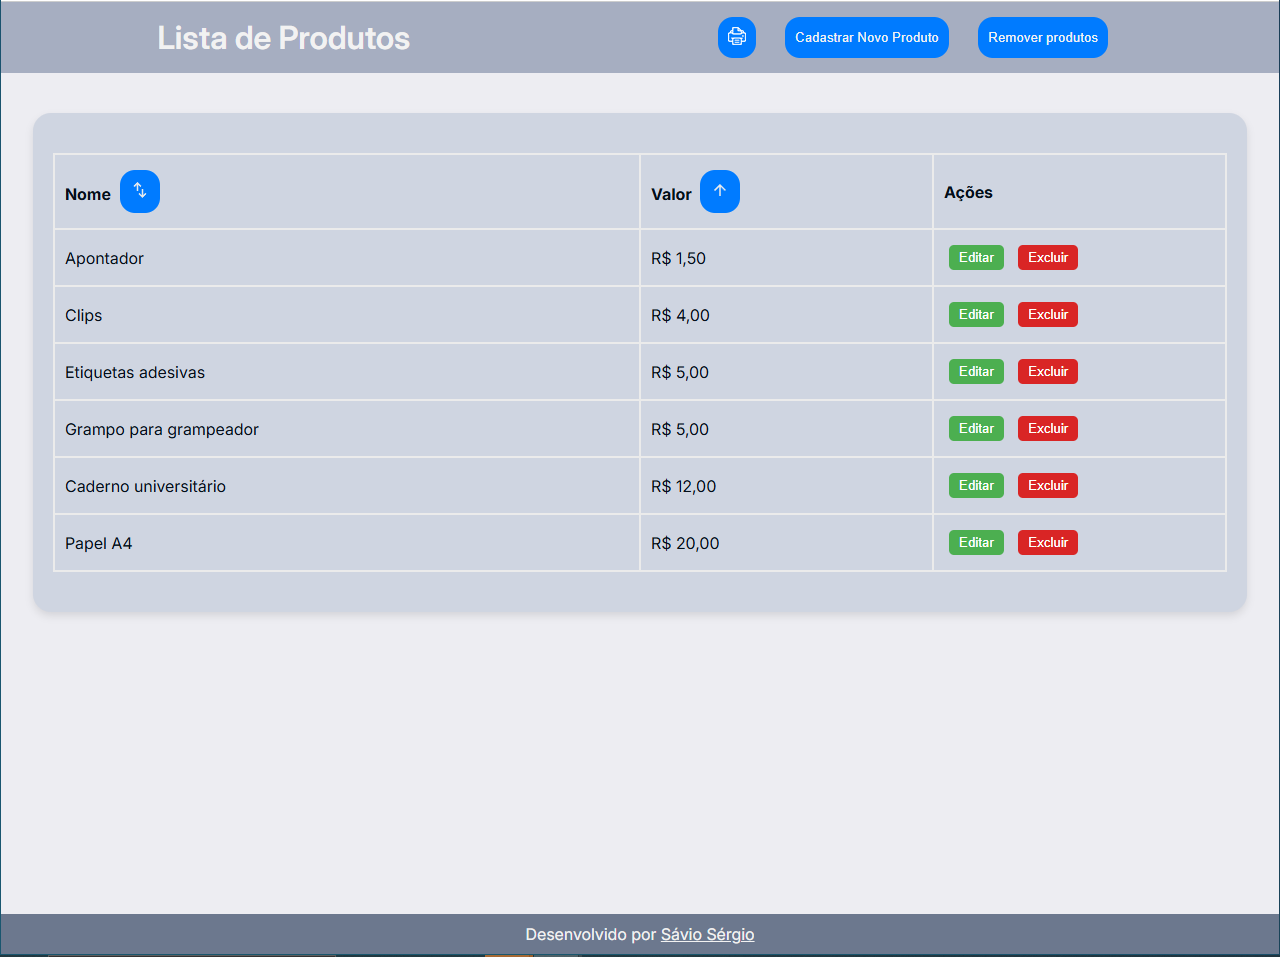 Lista de Produtos
Cadastrar Novo Produto
Remover produtos
Nome Valor Ações
Apontador R$ 1,50 Editar Excluir
Clips R$ 4,00 Editar Excluir
Etiquetas adesivas R$ 5,00 Editar Excluir
Grampo para grampeador R$ 5,00 Editar Excluir
Caderno universitário R$ 12,00 Editar Excluir
Papel A4 R$ 20,00 Editar Excluir
Desenvolvido por Sávio Sérgio